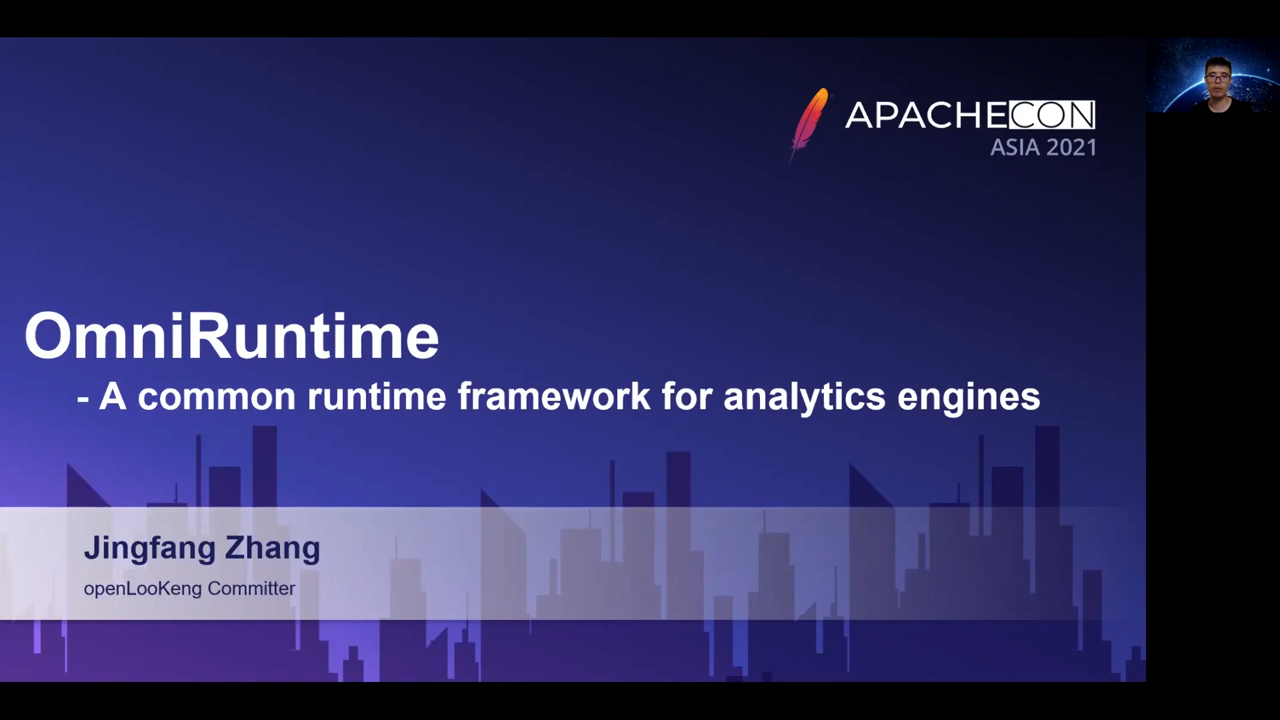 APACHECON
ASIA 2021
OmniRuntime
- A common runtime framework for analytics engines
Jingfang Zhang
openLooKeng Committer